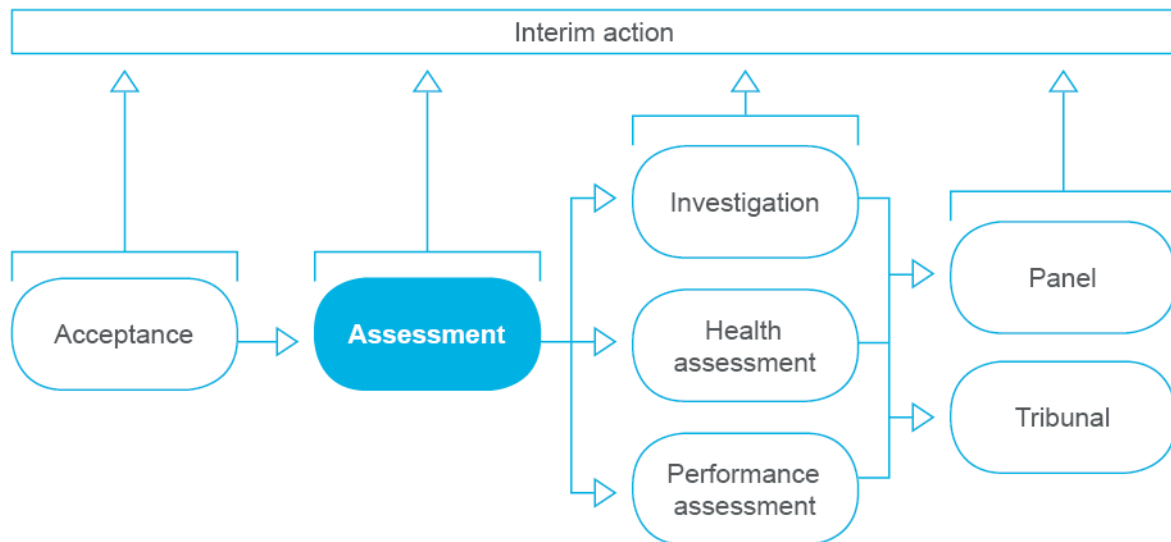 Interim action
Acceptance
Assessment
Investigation
Health
assessment
Performance
assessment
Panel
Tribunal